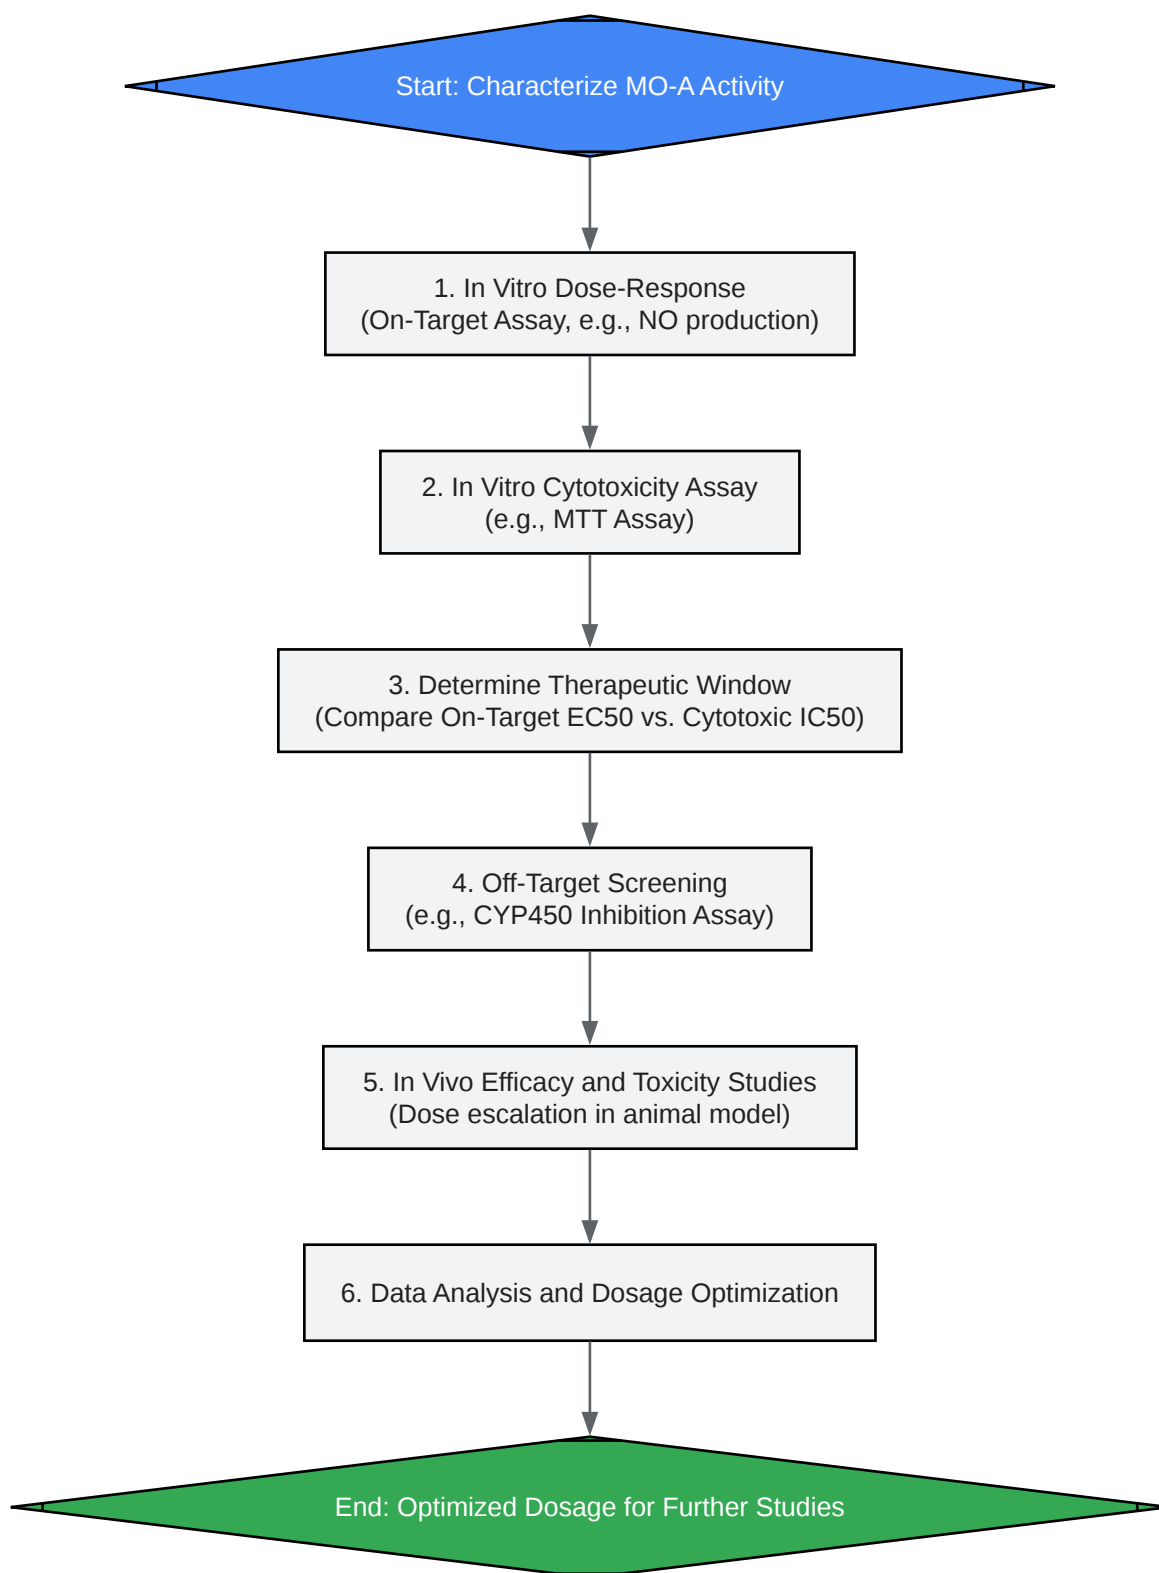 Start: Characterize MO-A Activity
1. In Vitro Dose-Response
(On-Target Assay, e.g., NO production)
2. In Vitro Cytotoxicity Assay
(e.g., MTT Assay)
3. Determine Therapeutic Window
(Compare On-Target EC50 vs. Cytotoxic IC50)
4. Off-Target Screening
(e.g., CYP450 Inhibition Assay)
5. In Vivo Efficacy and Toxicity Studies
(Dose escalation in animal model)
6. Data Analysis and Dosage Optimization
End: Optimized Dosage for Further Studies